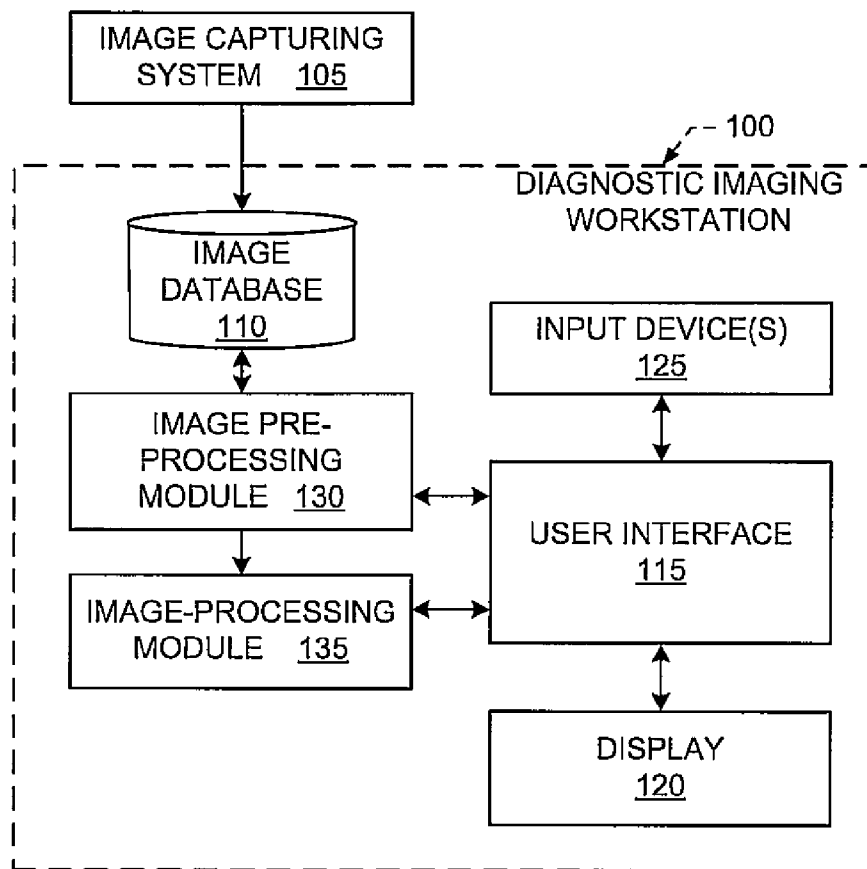 IMAGE CAPTURING
SYSTEM 105
100
DIAGNOSTIC IMAGING
WORKSTATION
IMAGE
DATABASE
110
INPUT DEVICE(S)
125
IMAGE PRE-
PROCESSING
MODULE 130
USER INTERFACE
115
IMAGE-PROCESSING
MODULE 135
DISPLAY
120